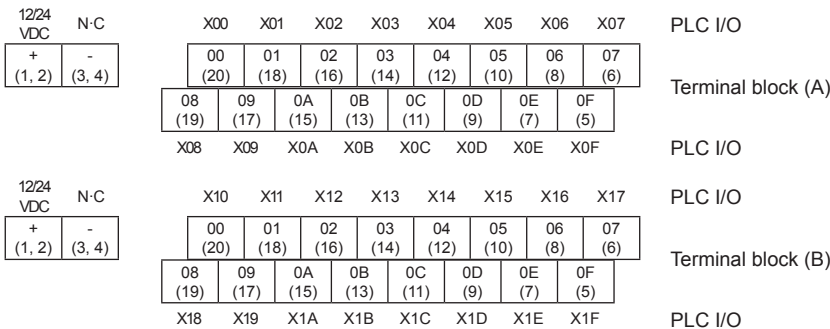 12/24 VDC N·C X00 X01 X02 X03 X04 X05 X06 X07 PLC I/O
+ - 00 01 02 03 04 05 06 07
(1, 2) (3, 4) (20) (18) (16) (14) (12) (10) (8) (6)
Terminal block (A)
08 09 0A 0B 0C 0D 0E 0F
(19) (17) (15) (13) (11) (9) (7) (5)
X08 X09 X0A X0B X0C X0D X0E X0F PLC I/O
12/24 VDC N·C X10 X11 X12 X13 X14 X15 X16 X17 PLC I/O
+ - 00 01 02 03 04 05 06 07
(1, 2) (3, 4) (20) (18) (16) (14) (12) (10) (8) (6)
Terminal block (B)
08 09 0A 0B 0C 0D 0E 0F
(19) (17) (15) (13) (11) (9) (7) (5)
X18 X19 X1A X1B X1C X1D X1E X1F PLC I/O